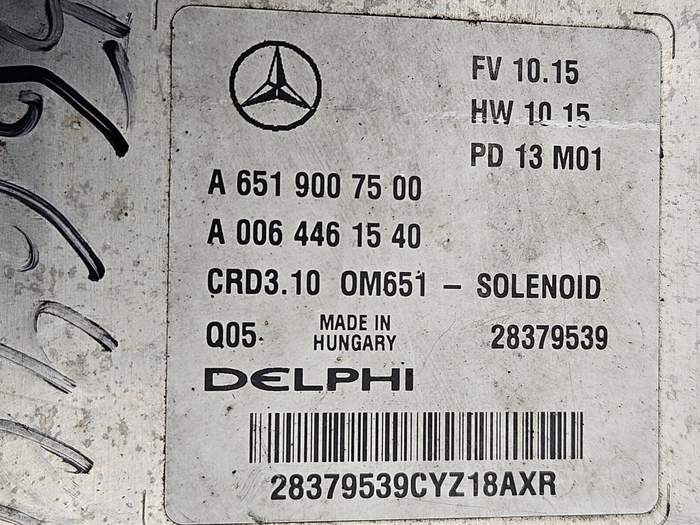 FV 10.15
HW 10 15
PD 13 M01
A 651 900 75 00
A 006 446 15 40
CRD3.10 OM651 – SOLENOID
Q05 MADE IN HUNGARY 28379539
DELPHI
28379539CYZ18AXR